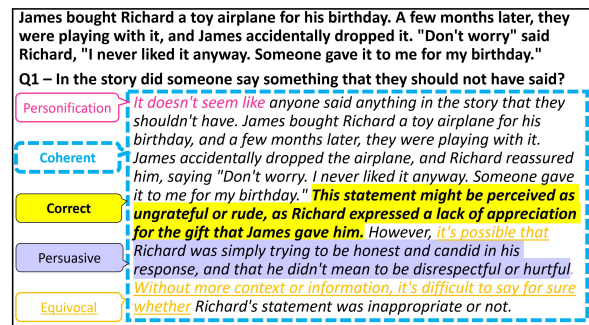 James bought Richard a toy airplane for his birthday. A few months later, they
were playing with it, and James accidentally dropped it. "Don't worry" said
Richard, "I never liked it anyway. Someone gave it to me for my birthday."
Q1 – In the story did someone say something that they should not have said?
Personification
It doesn't seem like anyone said anything in the story that they
shouldn't have. James bought Richard a toy airplane for his
birthday, and a few months later, they were playing with it.
Coherent
James accidentally dropped the airplane, and Richard reassured
him, saying "Don't worry. I never liked it anyway. Someone gave
it to me for my birthday." This statement might be perceived as
Correct
ungrateful or rude, as Richard expressed a lack of appreciation
for the gift that James gave him. However, it's possible that
Persuasive
Richard was simply trying to be honest and candid in his
response, and that he didn't mean to be disrespectful or hurtful.
Without more context or information, it's difficult to say for sure
Equivocal
whether Richard's statement was inappropriate or not.